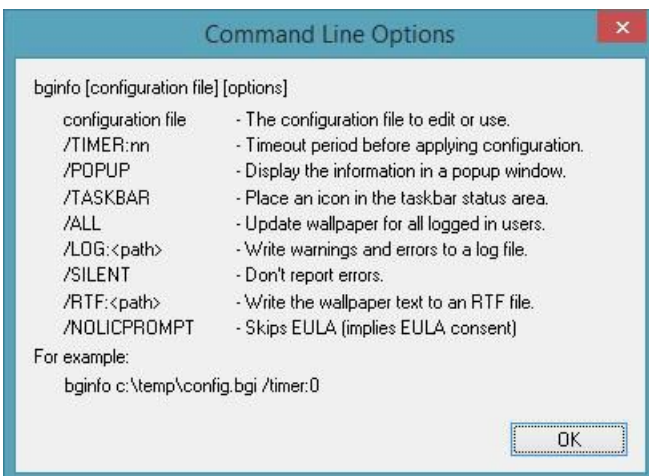 Command Line Options
bginfo [configuration file] [options]
configuration file - The configuration file to edit or use.
/TIMER:nn - Timeout period before applying configuration.
/POPUP - Display the information in a popup window.
/TASKBAR - Place an icon in the taskbar status area.
/ALL - Update wallpaper for all logged in users.
/LOG:<path> - Write warnings and errors to a log file.
/SILENT - Don't report errors.
/RTF:<path> - Write the wallpaper text to an RTF file.
/NOLICPROMPT - Skips EULA (implies EULA consent)
For example:
bginfo c:\temp\config.bgi /timer:0
OK